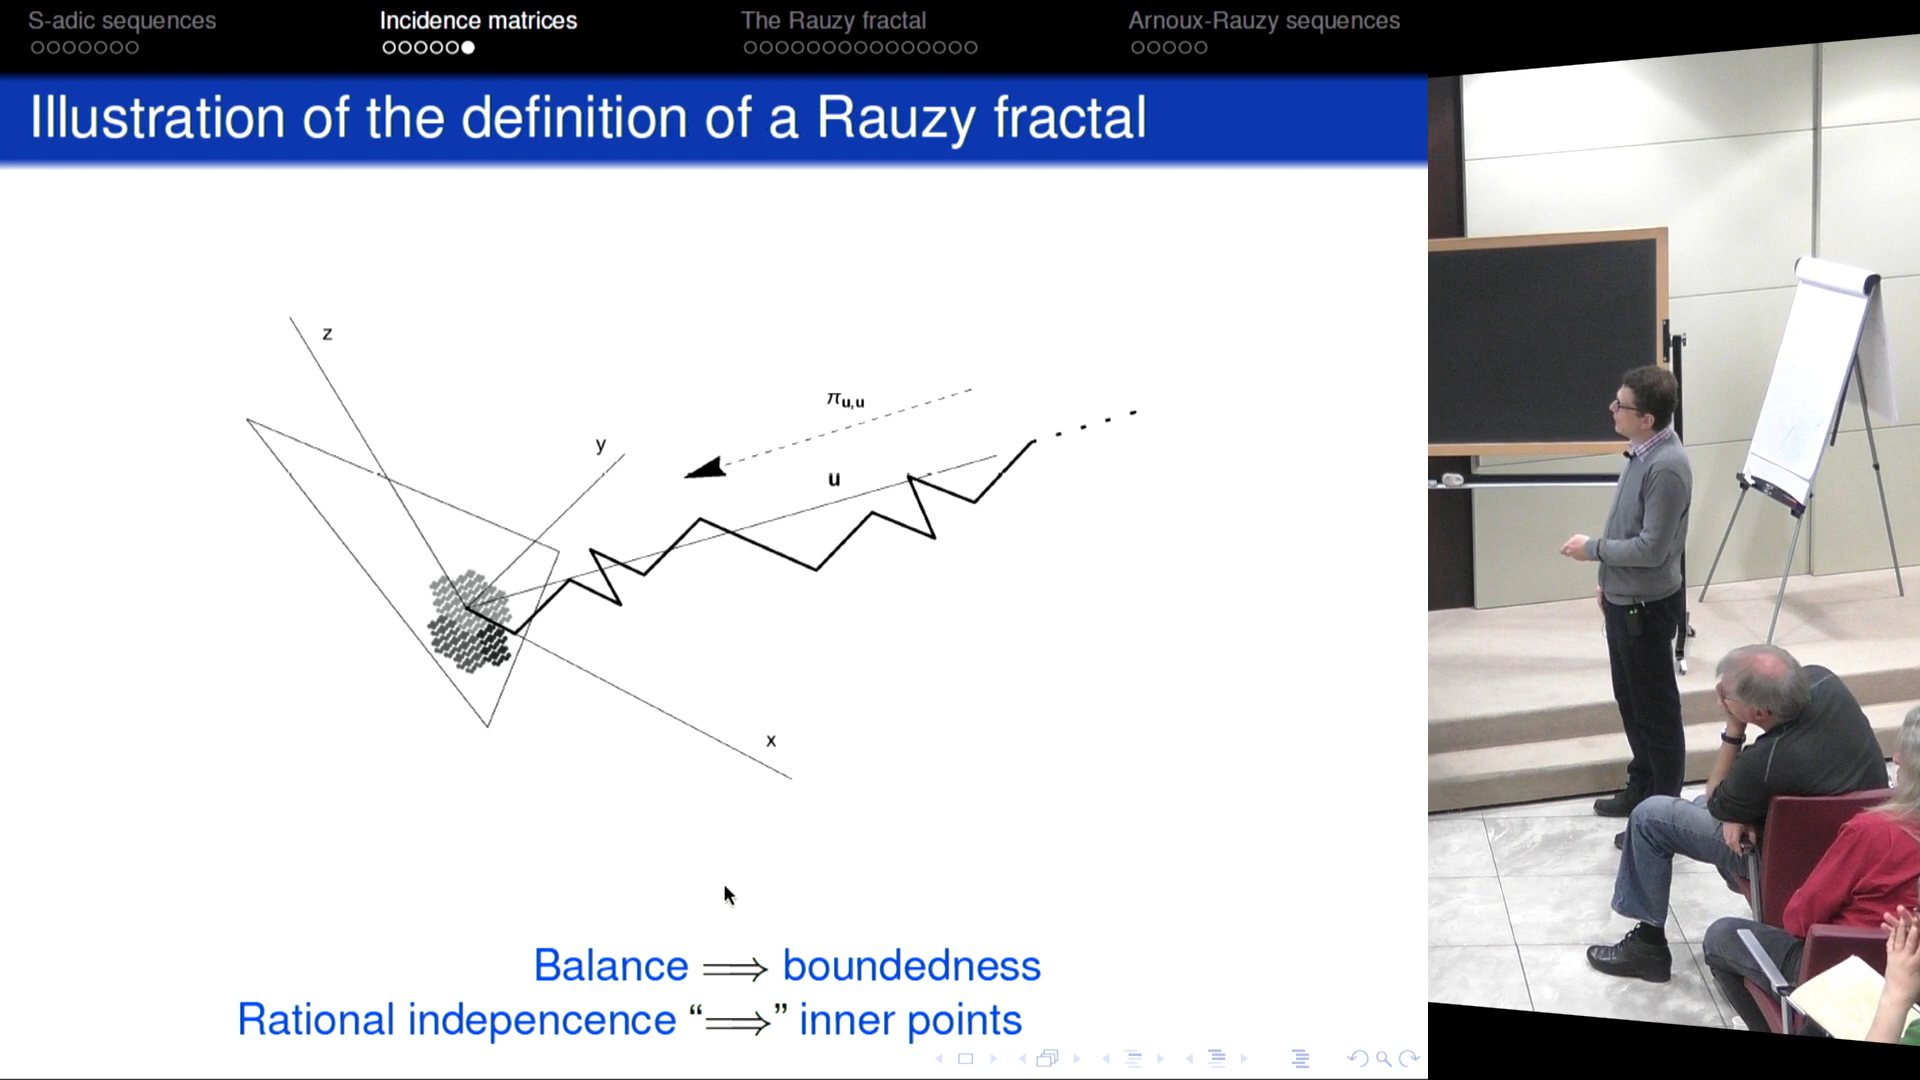 S-adic sequences
Incidence matrices
The Rauzy fractal
Arnoux-Rauzy sequences
Illustration of the definition of a Rauzy fractal
z
y
π u,u
u
x
Balance ⟹ boundedness
Rational indepencence “⟹” inner points